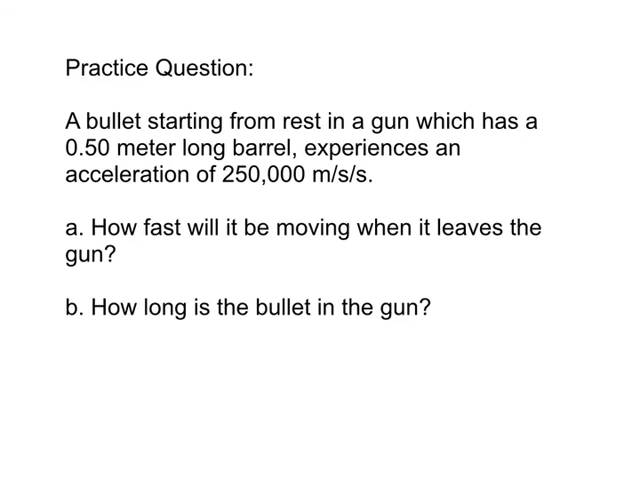 Practice Question:
A bullet starting from rest in a gun which has a
0.50 meter long barrel, experiences an
acceleration of 250,000 m/s/s.
a. How fast will it be moving when it leaves the
gun?
b. How long is the bullet in the gun?